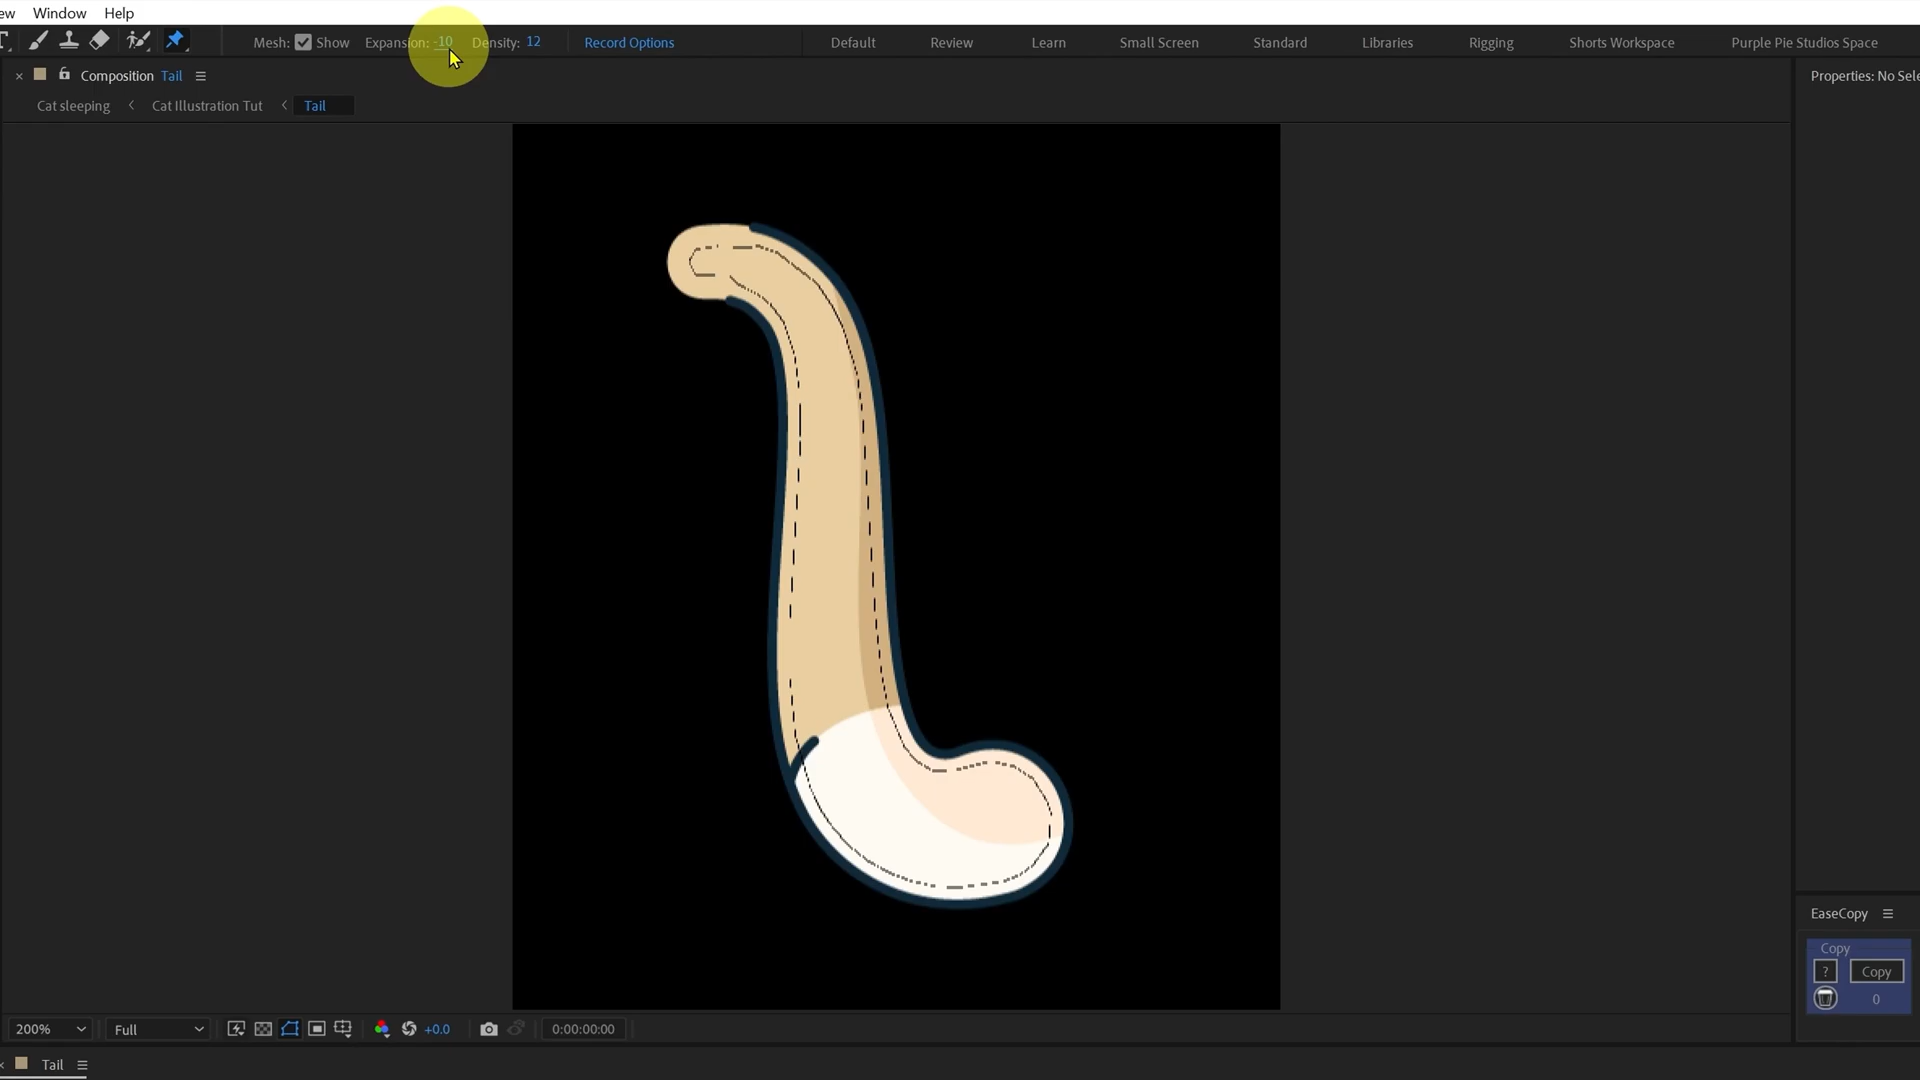 ew Window Help
T Mesh: Show Expansion: -10 Density: 12 Record Options Default Review Learn Small Screen Standard Libraries Rigging Shorts Workspace Purple Pie Studios Space
× Composition Tail Properties: No Sele
Cat sleeping < Cat Illustration Tut < Tail
EaseCopy
Copy
? Copy
0
200% Full +0.0 0:00:00:00
× Tail